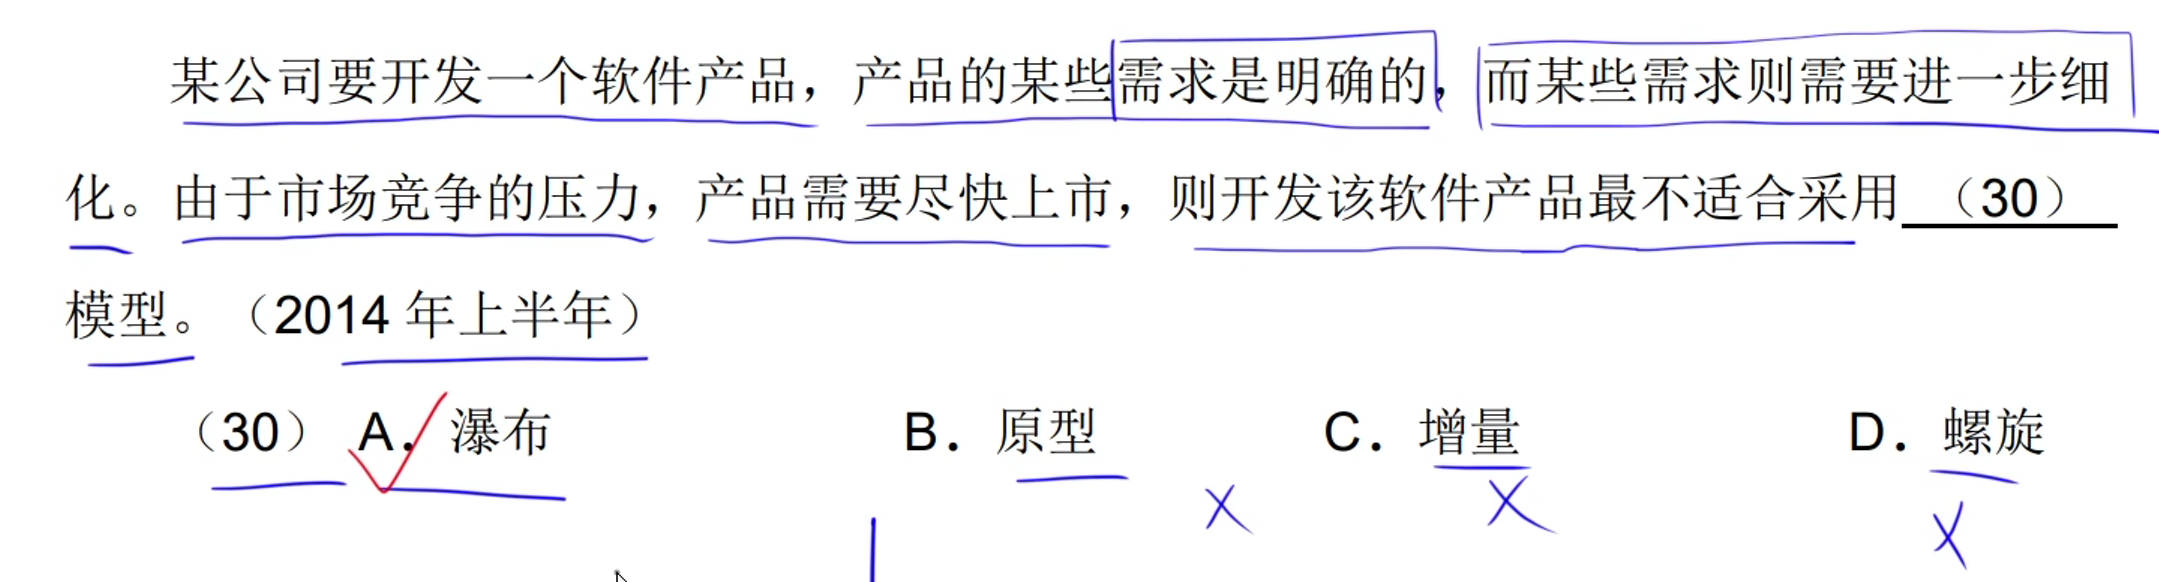 某公司要开发一个软件产品，产品的某些需求是明确的，而某些需求则需要进一步细
化。由于市场竞争的压力，产品需要尽快上市，则开发该软件产品最不适合采用（30）
模型。（2014 年上半年）
（30）A．瀑布 B．原型 C．增量 D．螺旋